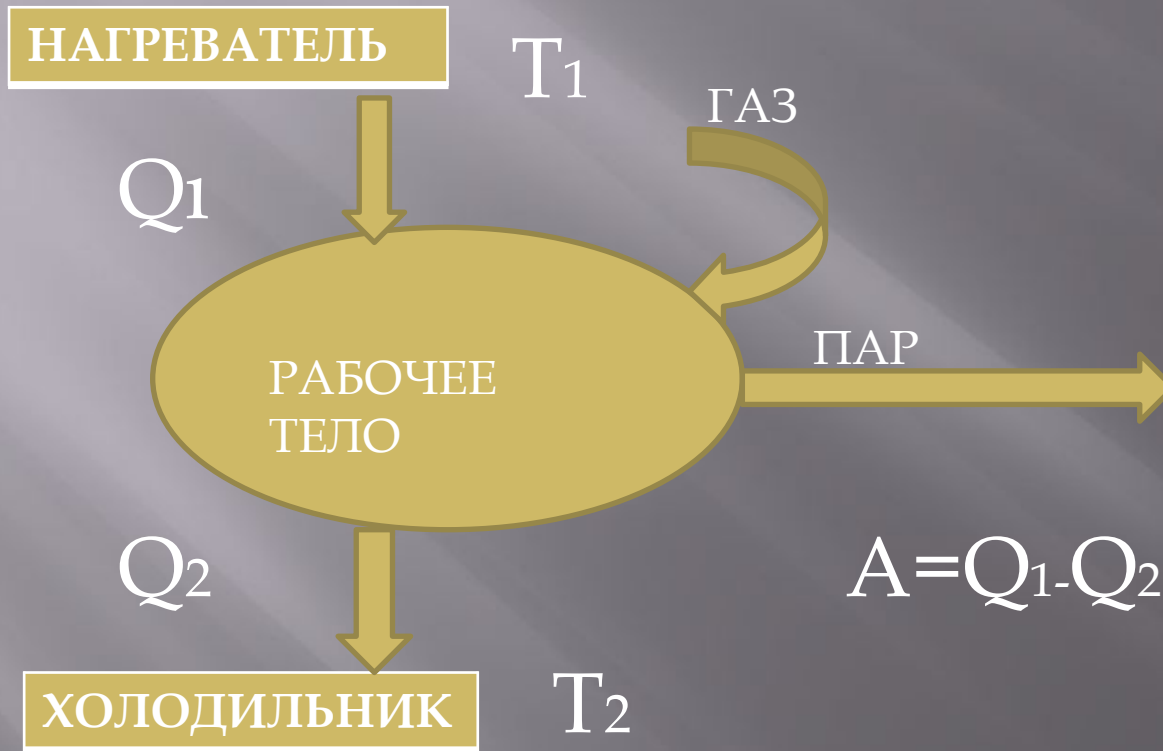 НАГРЕВАТЕЛЬ
T1
ГАЗ
Q1
ПАР
РАБОЧЕЕ
ТЕЛО
Q2
A=Q1-Q2
ХОЛОДИЛЬНИК
T2